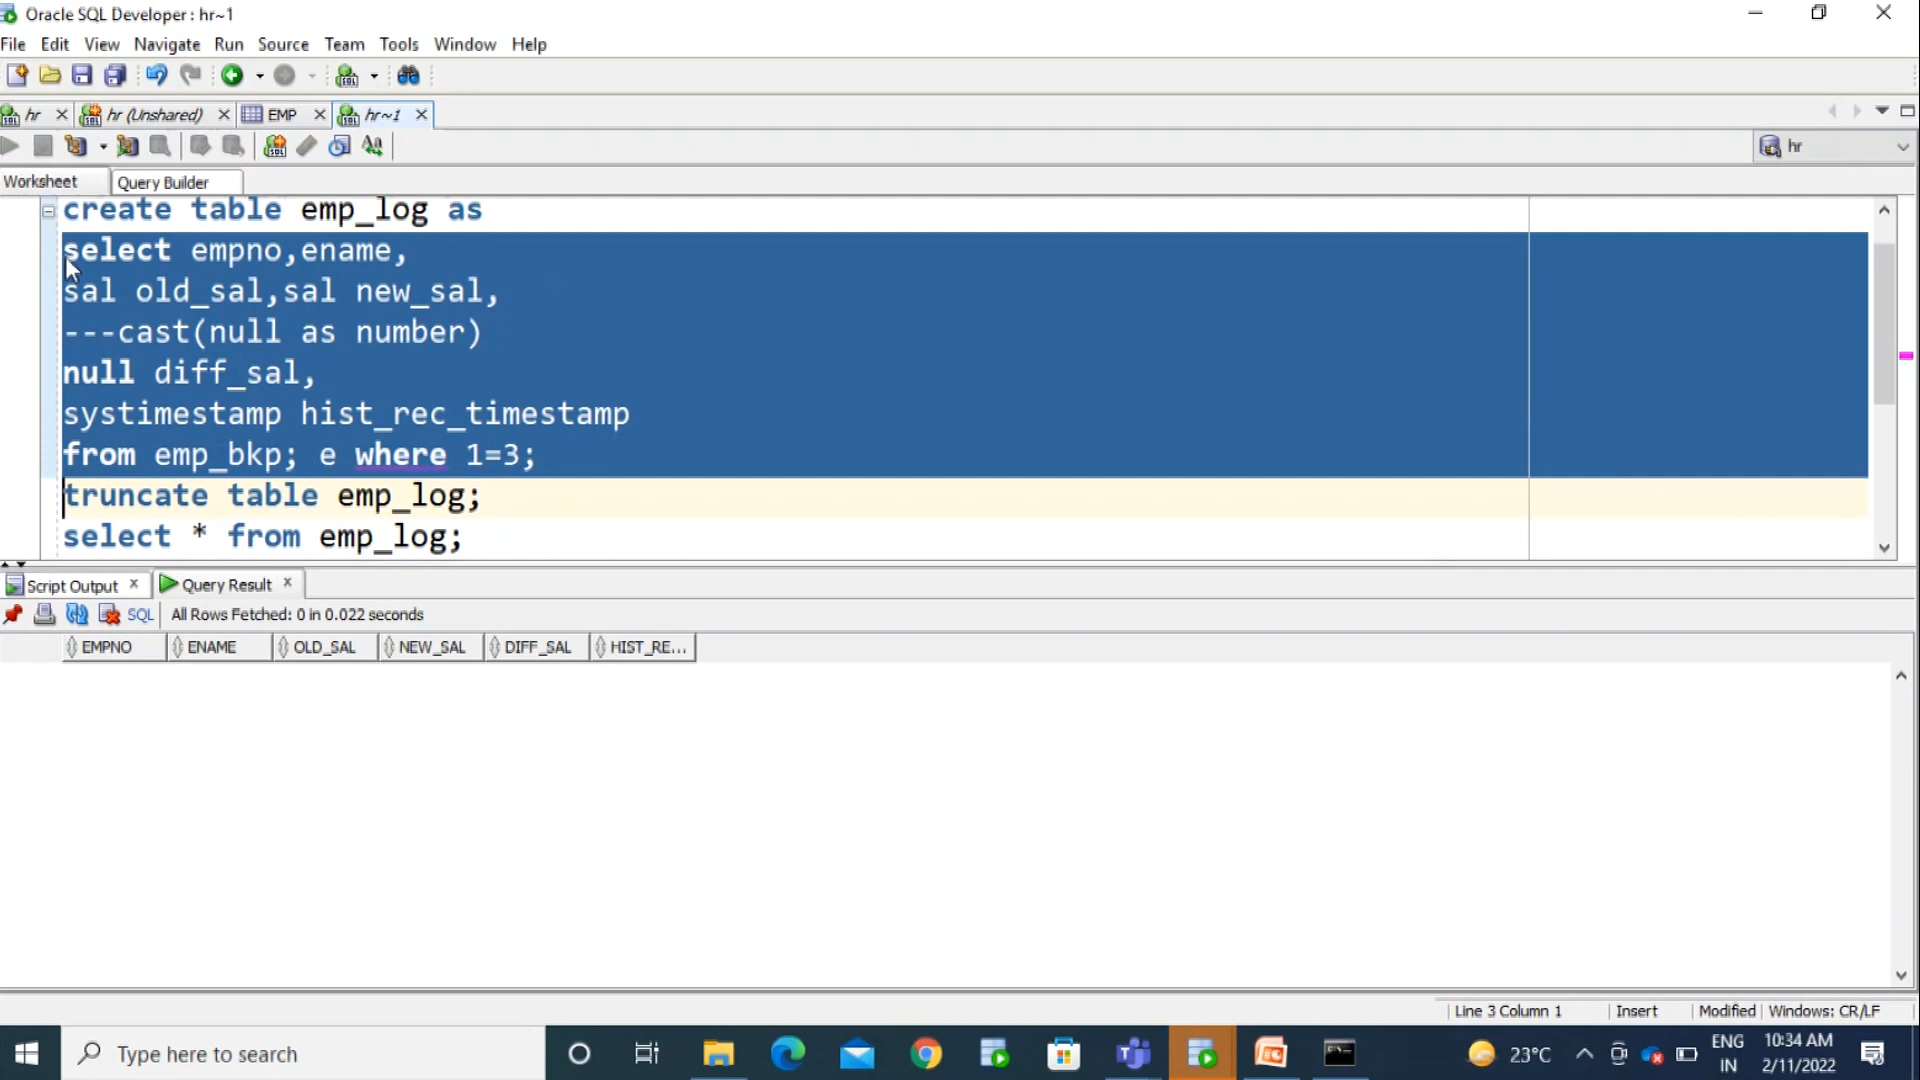 Oracle SQL Developer : hr~1
File Edit View Navigate Run Source Team Tools Window Help
hr hr (Unshared) EMP hr~1
hr
Worksheet Query Builder
create table emp_log as
select empno,ename,
sal old_sal,sal new_sal,
---cast(null as number)
null diff_sal,
systimestamp hist_rec_timestamp
from emp_bkp; e where 1=3;
truncate table emp_log;
select * from emp_log;
Script Output Query Result
SQL All Rows Fetched: 0 in 0.022 seconds
EMPNO ENAME OLD_SAL NEW_SAL DIFF_SAL HIST_RE...
Line 3 Column 1 Insert Modified Windows: CR/LF
Type here to search
23°C
ENG
IN
10:34 AM
2/11/2022